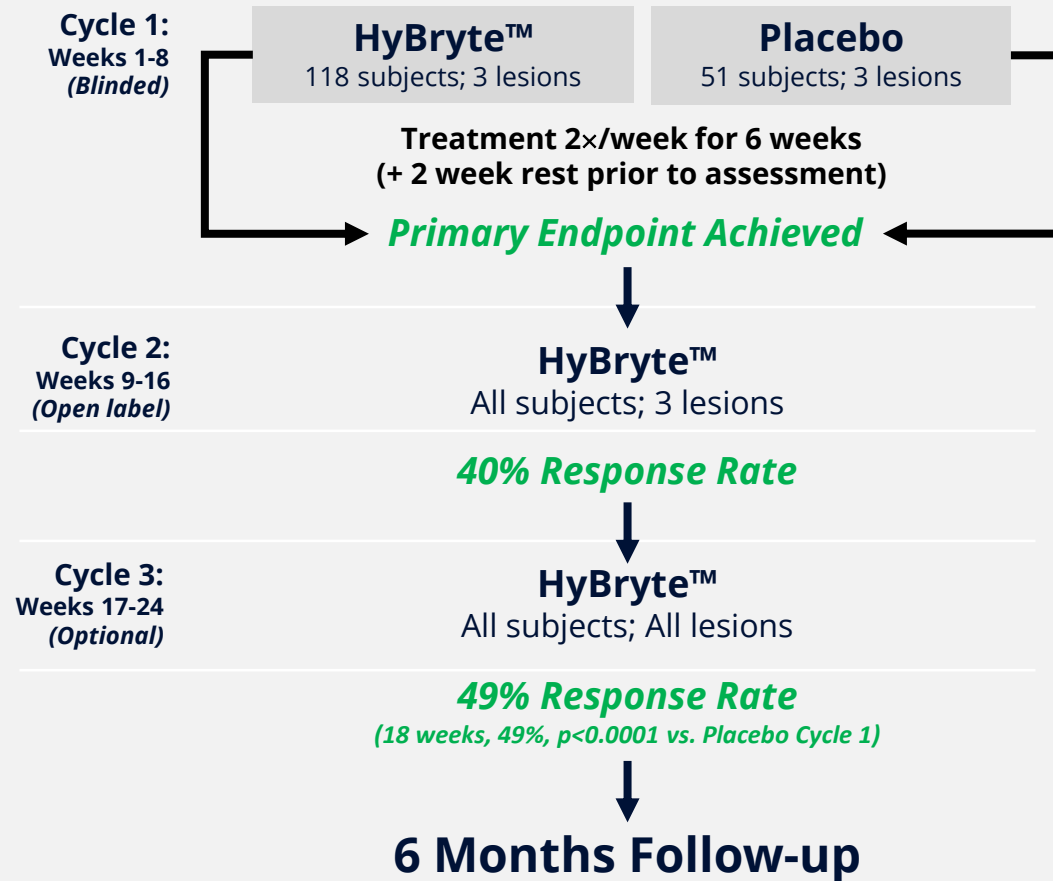 Cycle 1:
Weeks 1-8
(Blinded)
HyBryte™
118 subjects; 3 lesions
Placebo
51 subjects; 3 lesions
Treatment 2×/week for 6 weeks
(+ 2 week rest prior to assessment)
Primary Endpoint Achieved
Cycle 2:
Weeks 9-16
(Open label)
HyBryte™
All subjects; 3 lesions
40% Response Rate
Cycle 3:
Weeks 17-24
(Optional)
HyBryte™
All subjects; All lesions
49% Response Rate
(18 weeks, 49%, p<0.0001 vs. Placebo Cycle 1)
6 Months Follow-up